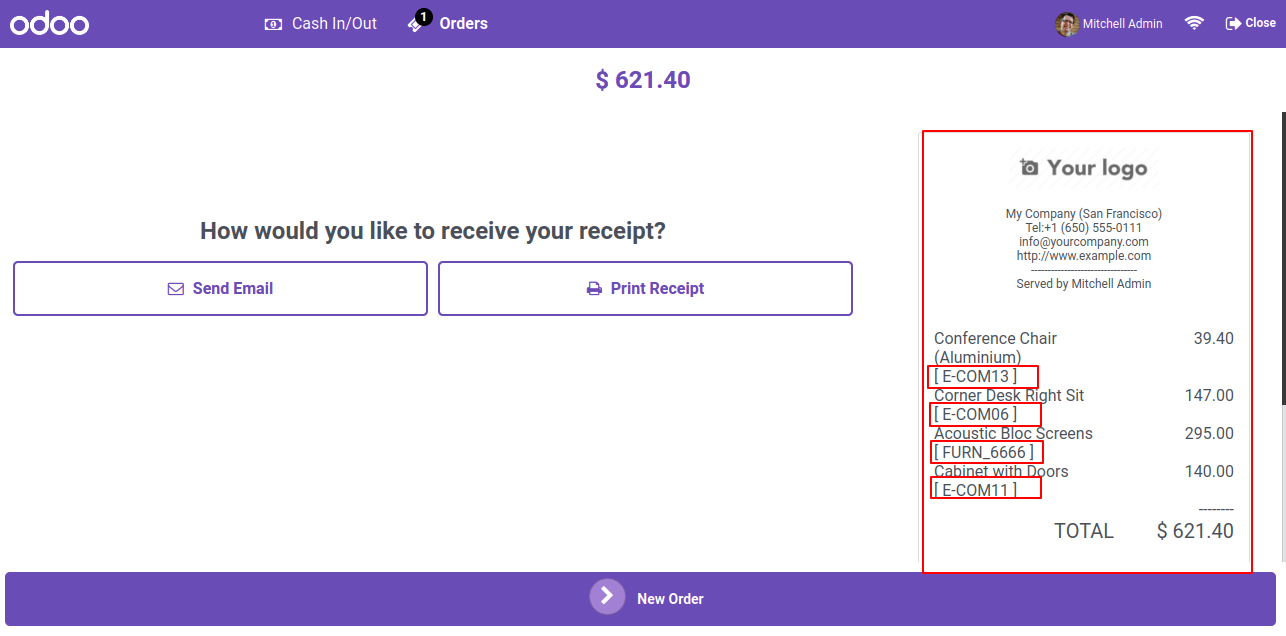 odoo
Cash In/Out
1
Orders
Mitchell Admin
Close
$ 621.40
How would you like to receive your receipt?
Send Email
Print Receipt
Your logo
My Company (San Francisco)
Tel:+1 (650) 555-0111
info@yourcompany.com
http://www.example.com
--------------------------------
Served by Mitchell Admin
Conference Chair 39.40
(Aluminium)
[ E-COM13 ]
Corner Desk Right Sit 147.00
[ E-COM06 ]
Acoustic Bloc Screens 295.00
[ FURN_6666 ]
Cabinet with Doors 140.00
[ E-COM11 ]
--------
TOTAL $ 621.40
New Order